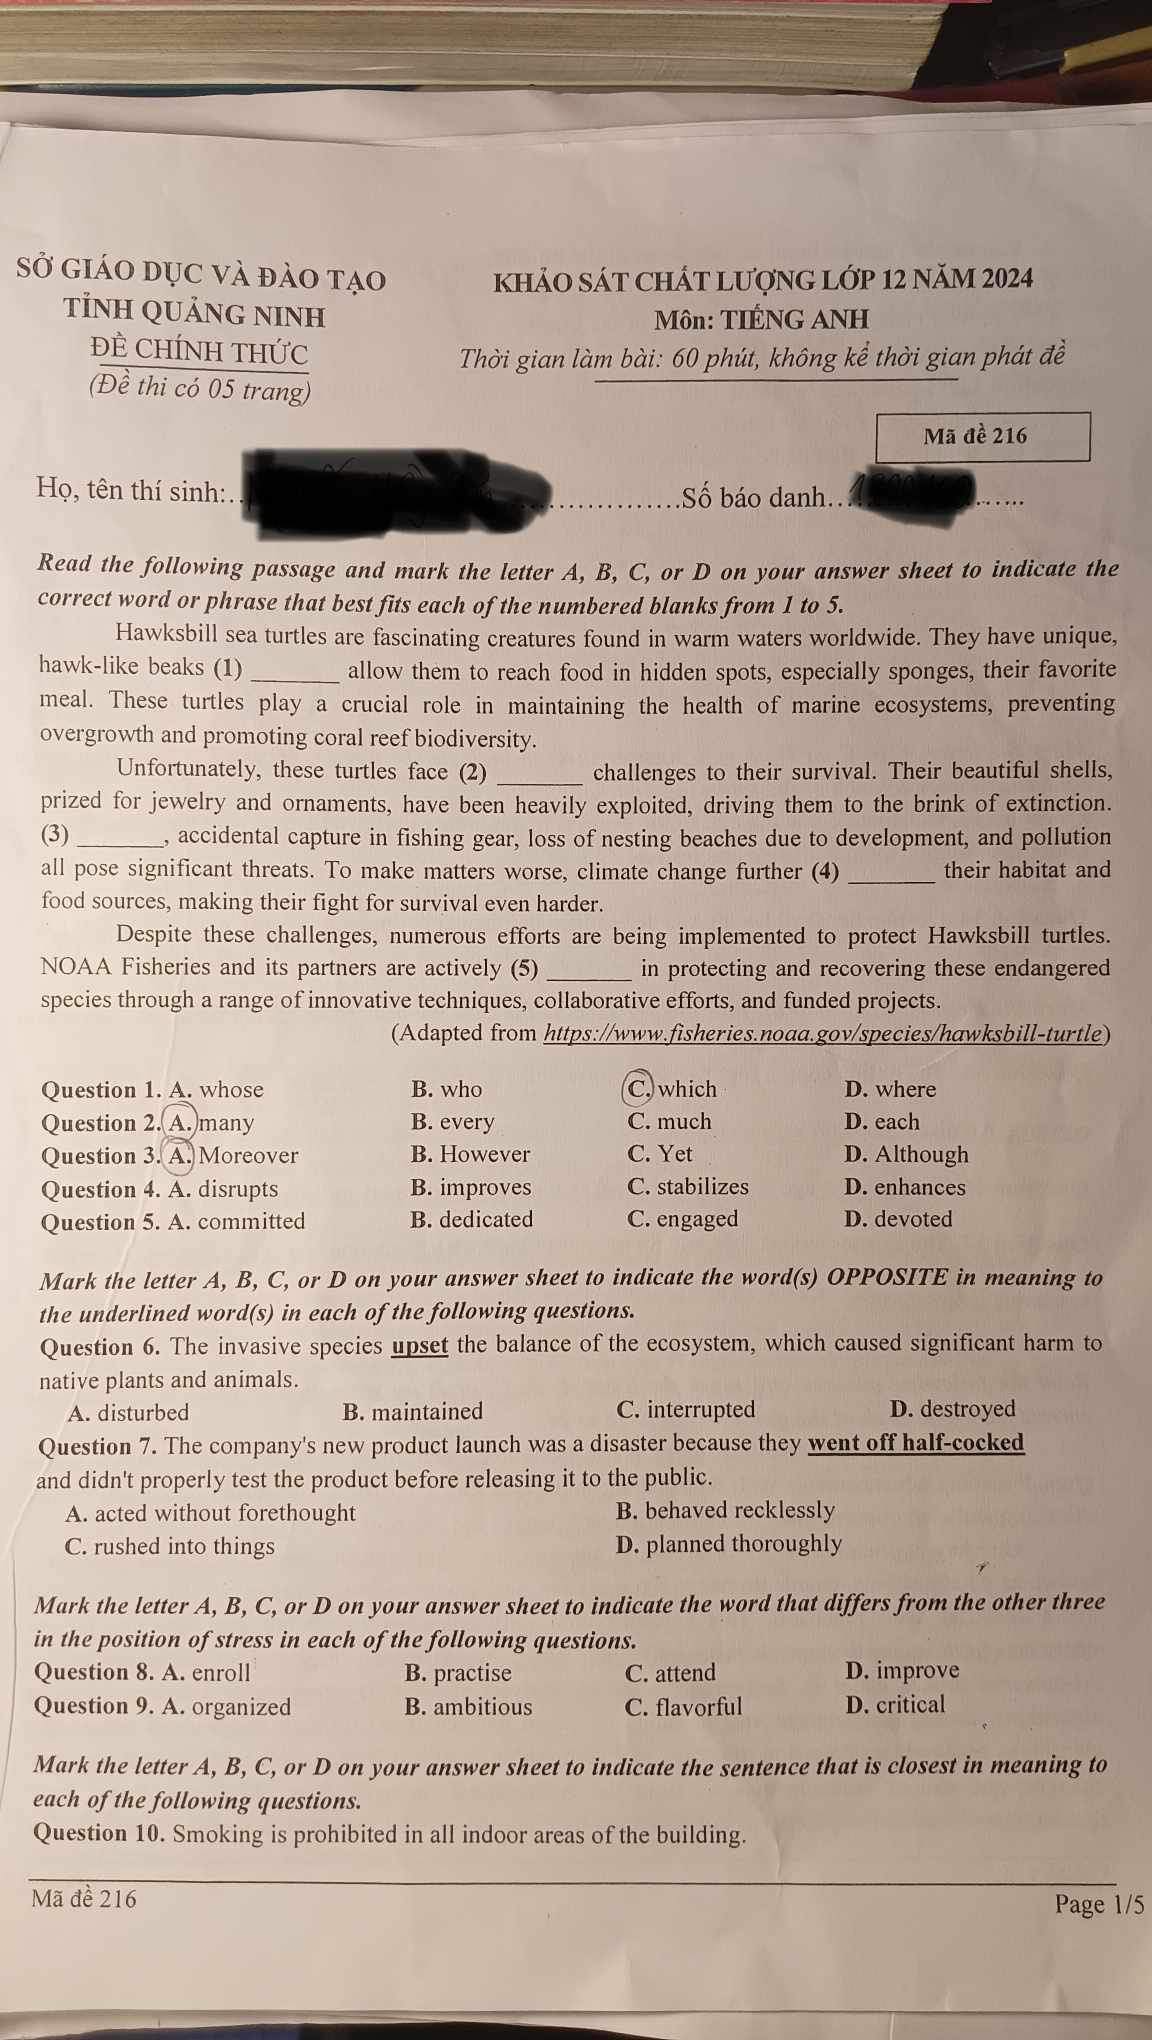 SỞ GIÁO DỤC VÀ ĐÀO TẠO
TỈNH QUẢNG NINH
ĐỀ CHÍNH THỨC
(Đề thi có 05 trang)
KHẢO SÁT CHẤT LƯỢNG LỚP 12 NĂM 2024
Môn: TIẾNG ANH
Thời gian làm bài: 60 phút, không kể thời gian phát đề
Mã đề 216
Họ, tên thí sinh:..
...................Số báo danh...
Read the following passage and mark the letter A, B, C, or D on your answer sheet to indicate the
correct word or phrase that best fits each of the numbered blanks from 1 to 5.
Hawksbill sea turtles are fascinating creatures found in warm waters worldwide. They have unique,
hawk-like beaks (1) _______ allow them to reach food in hidden spots, especially sponges, their favorite
meal. These turtles play a crucial role in maintaining the health of marine ecosystems, preventing
overgrowth and promoting coral reef biodiversity.
Unfortunately, these turtles face (2) _______ challenges to their survival. Their beautiful shells,
prized for jewelry and ornaments, have been heavily exploited, driving them to the brink of extinction.
(3) _______, accidental capture in fishing gear, loss of nesting beaches due to development, and pollution
all pose significant threats. To make matters worse, climate change further (4) _______ their habitat and
food sources, making their fight for survival even harder.
Despite these challenges, numerous efforts are being implemented to protect Hawksbill turtles.
NOAA Fisheries and its partners are actively (5) _______ in protecting and recovering these endangered
species through a range of innovative techniques, collaborative efforts, and funded projects.
(Adapted from https://www.fisheries.noaa.gov/species/hawksbill-turtle)
Question 1. A. whose B. who C. which D. where
Question 2. A. many B. every C. much D. each
Question 3. A. Moreover B. However C. Yet D. Although
Question 4. A. disrupts B. improves C. stabilizes D. enhances
Question 5. A. committed B. dedicated C. engaged D. devoted
Mark the letter A, B, C, or D on your answer sheet to indicate the word(s) OPPOSITE in meaning to
the underlined word(s) in each of the following questions.
Question 6. The invasive species upset the balance of the ecosystem, which caused significant harm to
native plants and animals.
A. disturbed B. maintained C. interrupted D. destroyed
Question 7. The company's new product launch was a disaster because they went off half-cocked
and didn't properly test the product before releasing it to the public.
A. acted without forethought B. behaved recklessly
C. rushed into things D. planned thoroughly
Mark the letter A, B, C, or D on your answer sheet to indicate the word that differs from the other three
in the position of stress in each of the following questions.
Question 8. A. enroll B. practise C. attend D. improve
Question 9. A. organized B. ambitious C. flavorful D. critical
Mark the letter A, B, C, or D on your answer sheet to indicate the sentence that is closest in meaning to
each of the following questions.
Question 10. Smoking is prohibited in all indoor areas of the building.
Mã đề 216
Page 1/5